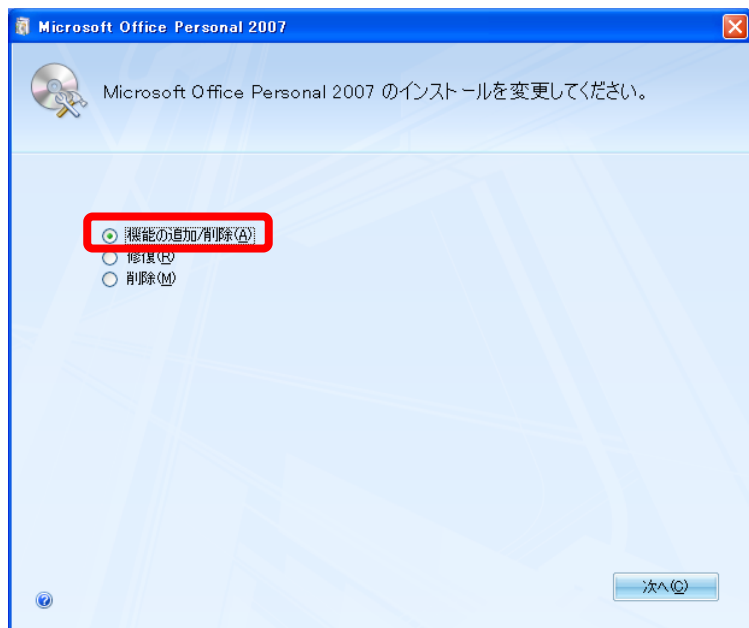 Microsoft Office Personal 2007
Microsoft Office Personal 2007 のインストールを変更してください。
機能の追加/削除(A)
修復(R)
削除(M)
次へ(C)